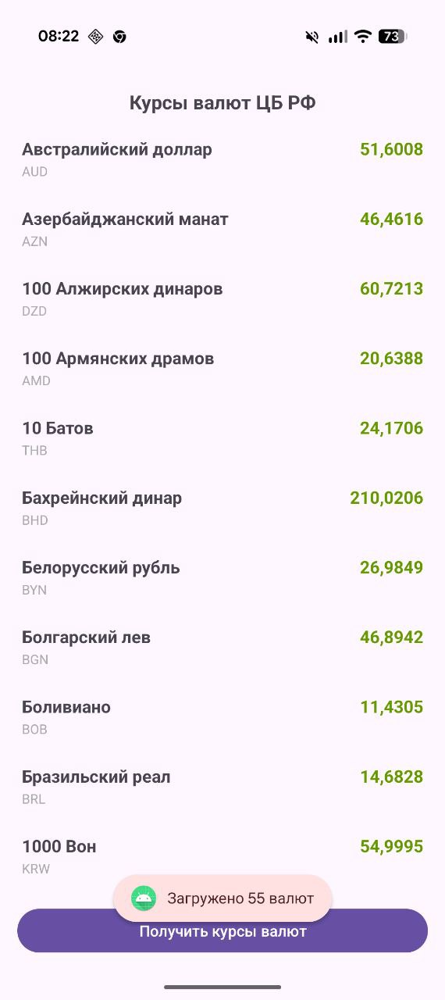 08:22 73
Курсы валют ЦБ РФ
Австралийский доллар 51,6008
AUD
Азербайджанский манат 46,4616
AZN
100 Алжирских динаров 60,7213
DZD
100 Армянских драмов 20,6388
AMD
10 Батов 24,1706
THB
Бахрейнский динар 210,0206
BHD
Белорусский рубль 26,9849
BYN
Болгарский лев 46,8942
BGN
Боливиано 11,4305
BOB
Бразильский реал 14,6828
BRL
1000 Вон 54,9995
KRW
Загружено 55 валют
Получить курсы валют